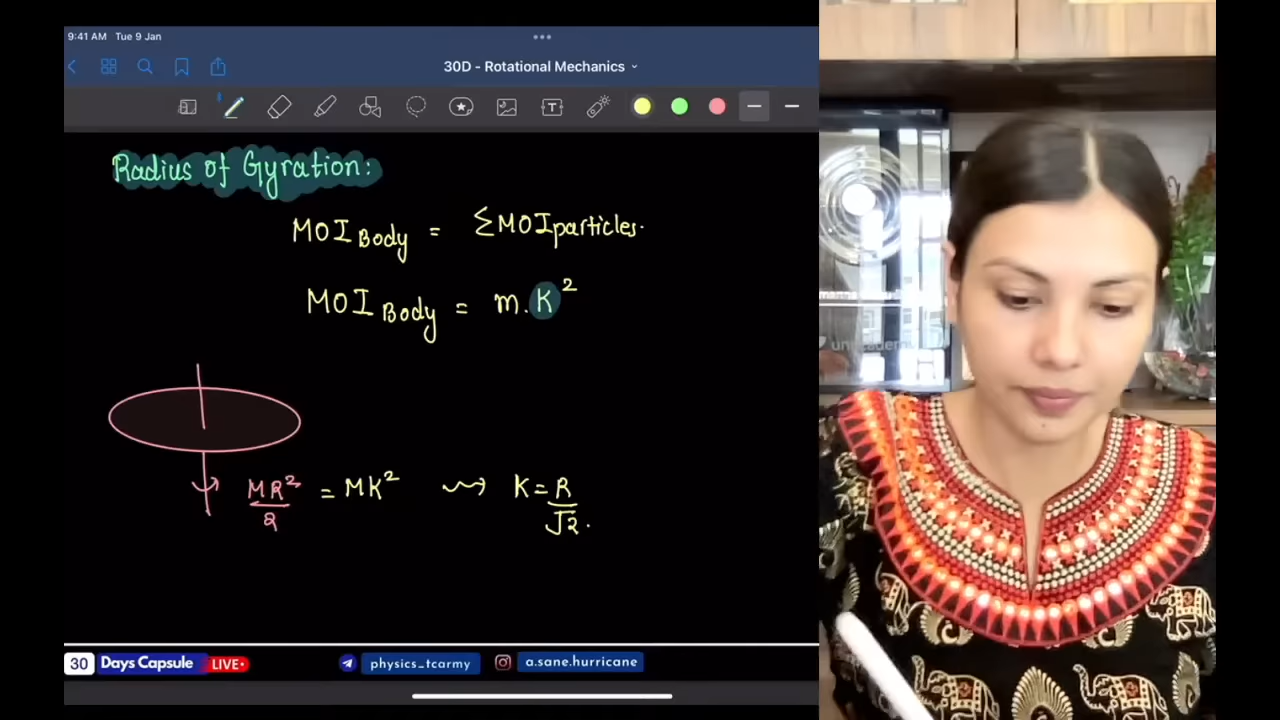 9:41 AM Tue 9 Jan
30D - Rotational Mechanics
Radius of Gyration:
MOI Body = ΣMOI particles.
MOI Body = m.K²
MR²/2 = MK² ⇝ K = R/√2.
30 Days Capsule LIVE
physics_tcarmy
a.sane.hurricane